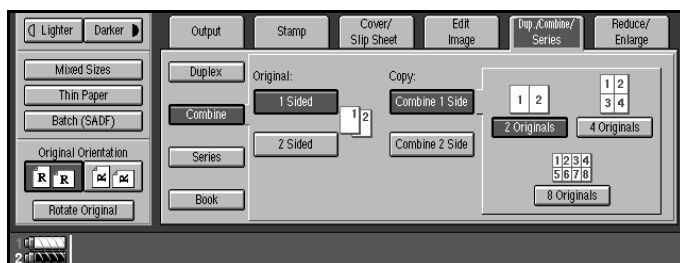 Lighter Darker
Mixed Sizes
Thin Paper
Batch (SADF)
Original Orientation
R R R R
Rotate Original
Output
Stamp
Cover/
Slip Sheet
Edit
Image
Dup./Combine/
Series
Reduce/
Enlarge
Duplex
Combine
Series
Book
Original:
1 Sided
2 Sided
1 2
Copy:
Combine 1 Side
Combine 2 Side
1 2
2 Originals
1 2
3 4
4 Originals
1 2 3 4
5 6 7 8
8 Originals
1
2